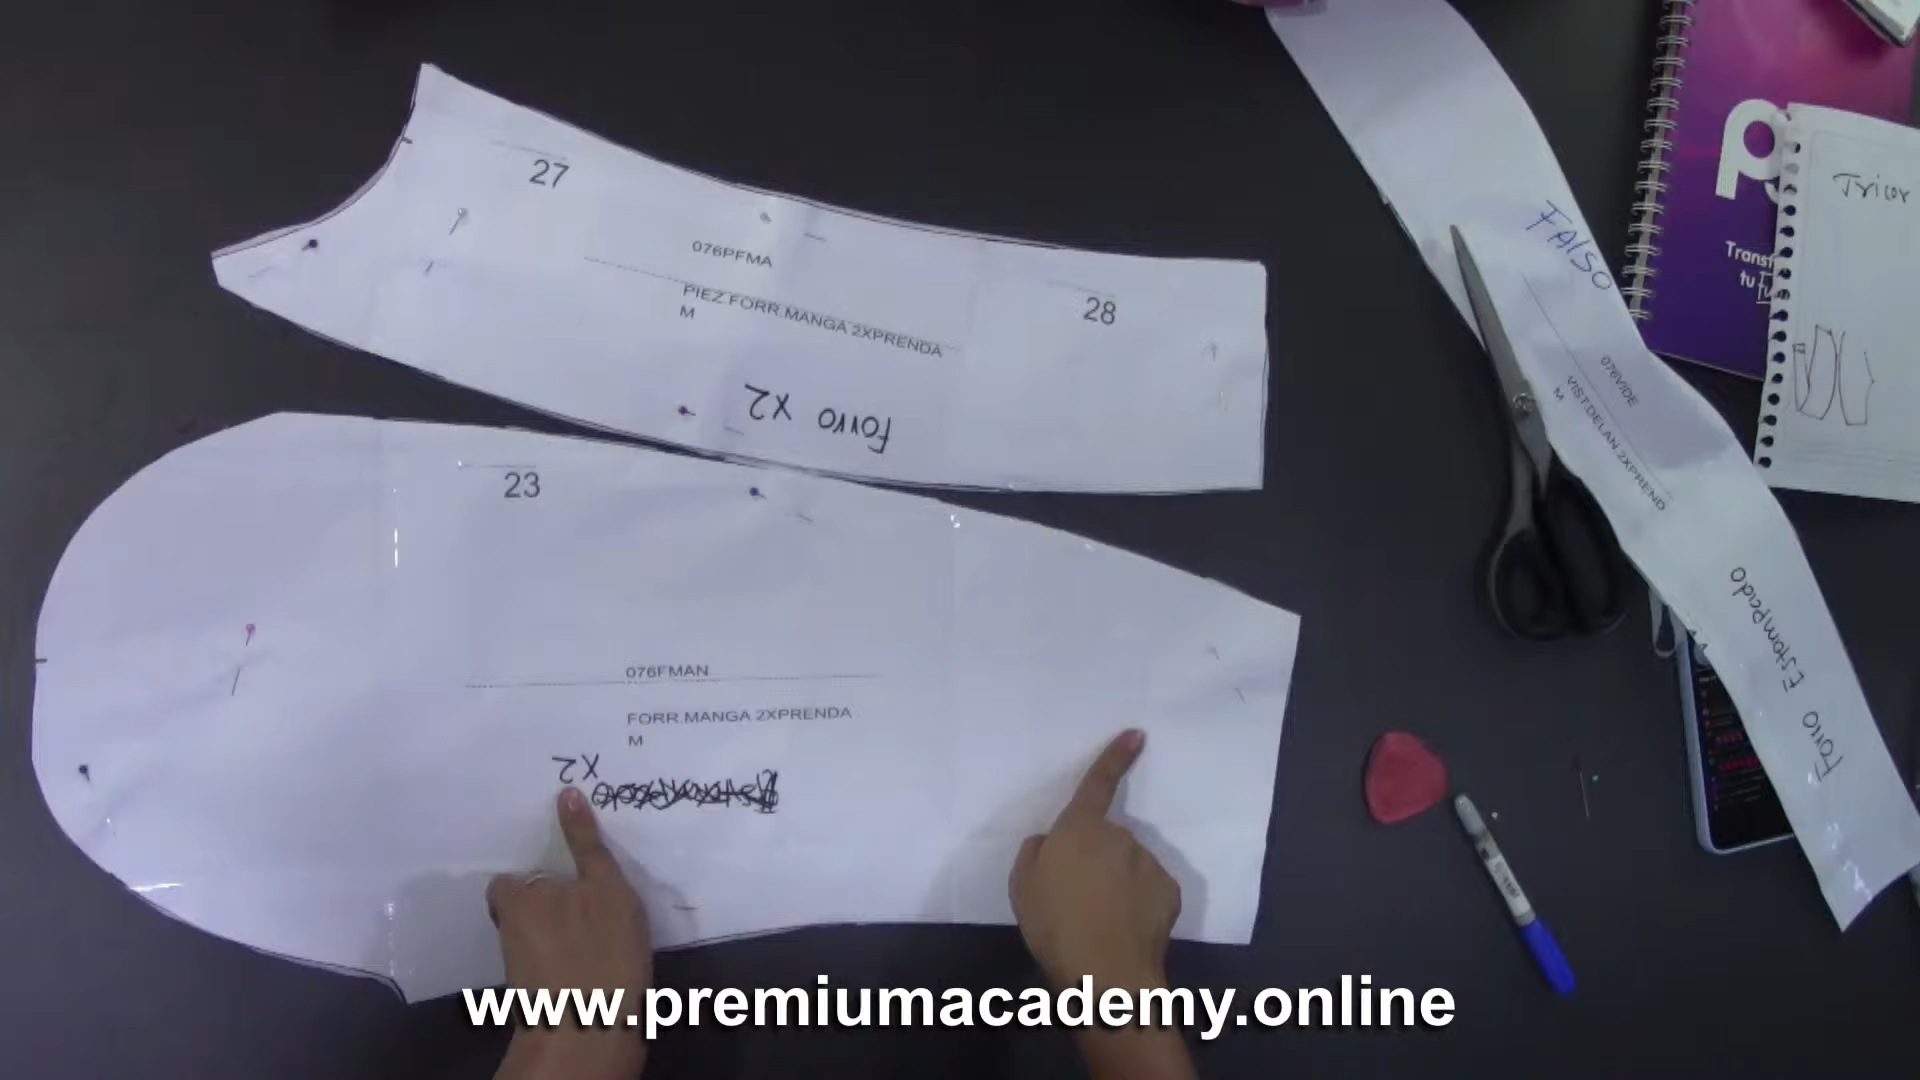 27
076PFMA
PIEZ.FORR.MANGA 2XPRENDA
M
28
Forro X2
23
076FMAN
FORR.MANGA 2XPRENDA
M
X2
FAlSO
076VIDE
VIST.DELAN.2XPREND
M
Forro Estampado
Tricor
www.premiumacademy.online